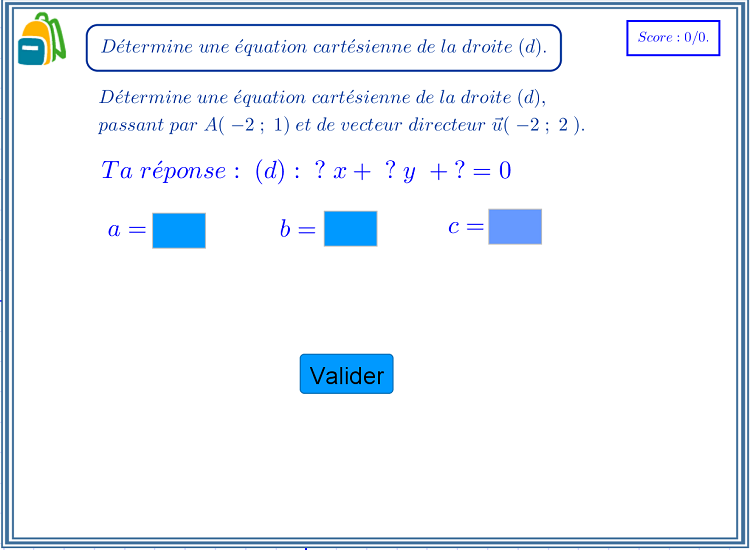 Détermine une équation cartésienne de la droite (d).
Score : 0/0.
Détermine une équation cartésienne de la droite (d),
passant par A( −2 ; 1) et de vecteur directeur u⃗( −2 ; 2 ).
Ta réponse : (d) : ? x + ? y + ? = 0
a = b = c =
Valider